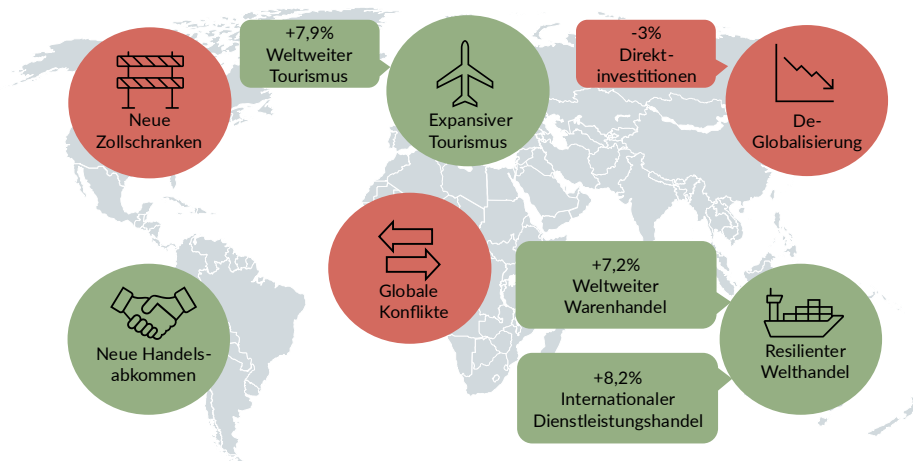 Neue
Zollschranken
+7,9%
Weltweiter
Tourismus
Expansiver
Tourismus
-3%
Direkt-
investitionen
De-
Globalisierung
Globale
Konflikte
Neue Handels-
abkommen
+7,2%
Weltweiter
Warenhandel
+8,2%
Internationaler
Dienstleistungshandel
Resilienter
Welthandel